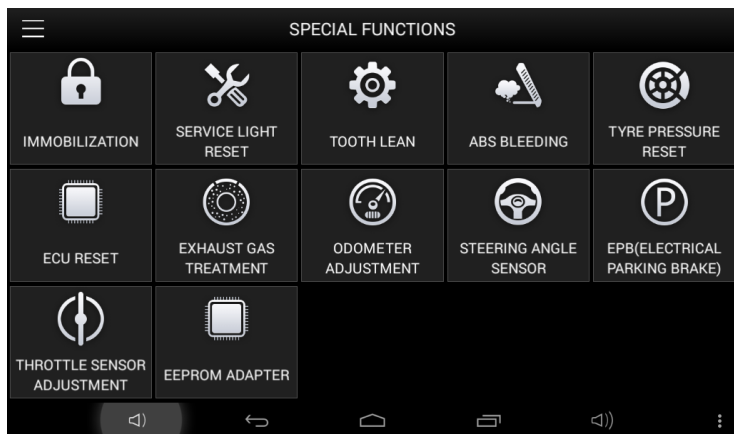 SPECIAL FUNCTIONS
IMMOBILIZATION
SERVICE LIGHT
RESET
TOOTH LEAN
ABS BLEEDING
TYRE PRESSURE
RESET
ECU RESET
EXHAUST GAS
TREATMENT
ODOMETER
ADJUSTMENT
STEERING ANGLE
SENSOR
P
EPB(ELECTRICAL
PARKING BRAKE)
THROTTLE SENSOR
ADJUSTMENT
EEPROM ADAPTER